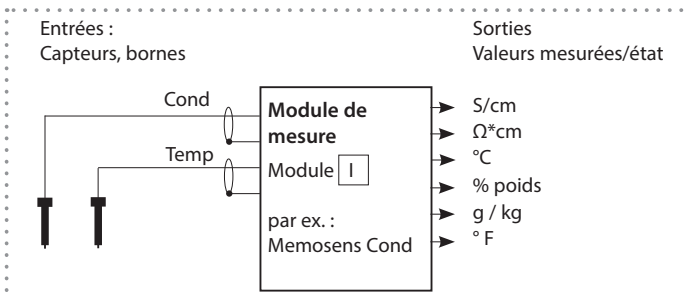 Entrées :
Capteurs, bornes
Sorties
Valeurs mesurées/état
Cond
Temp
Module de
mesure
Module I
par ex. :
Memosens Cond
S/cm
Ω*cm
°C
% poids
g / kg
° F